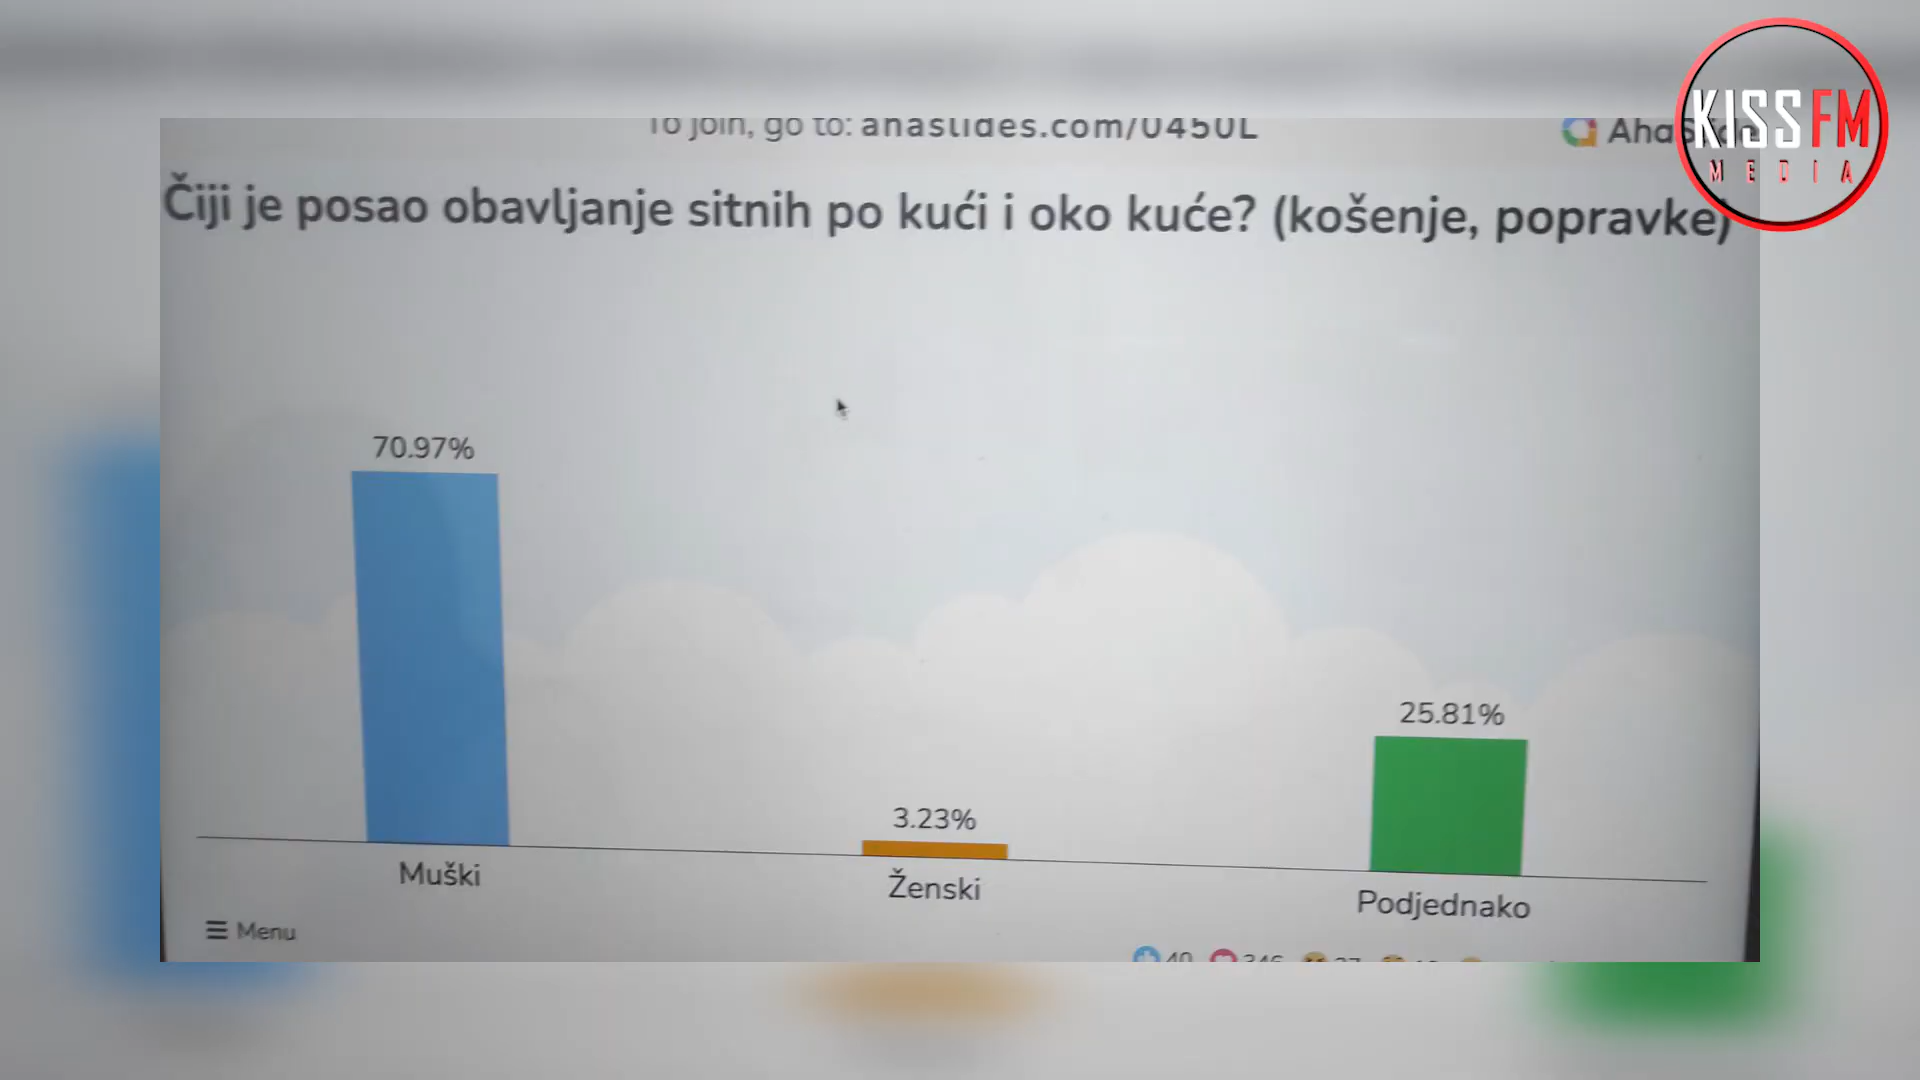 To join, go to: ahaslides.com/0450L
KISS FM
MEDIA
Čiji je posao obavljanje sitnih po kući i oko kuće? (košenje, popravke)
70.97%
25.81%
3.23%
Muški
Ženski
Podjednako
Menu